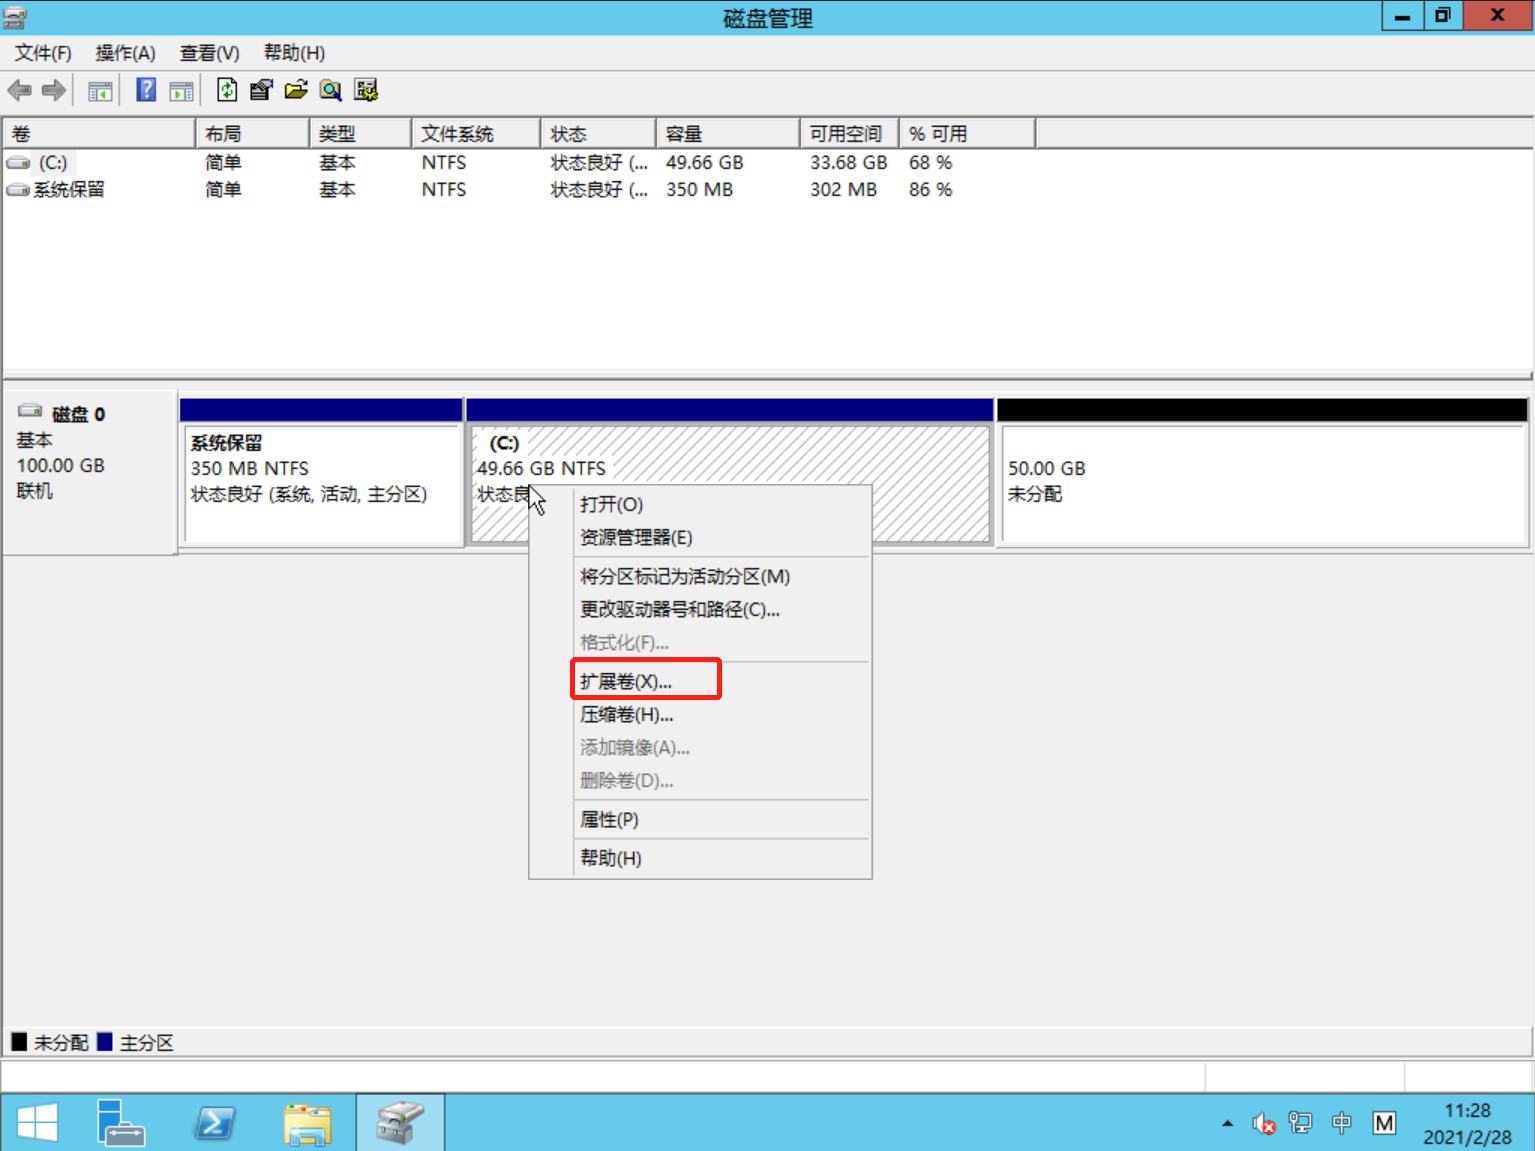 磁盘管理
文件(F) 操作(A) 查看(V) 帮助(H)
卷 布局 类型 文件系统 状态 容量 可用空间 % 可用
(C:) 简单 基本 NTFS 状态良好 (... 49.66 GB 33.68 GB 68 %
系统保留 简单 基本 NTFS 状态良好 (... 350 MB 302 MB 86 %
磁盘 0
基本
100.00 GB
联机
系统保留
350 MB NTFS
状态良好 (系统, 活动, 主分区)
(C:)
49.66 GB NTFS
状态良
50.00 GB
未分配
打开(O)
资源管理器(E)
将分区标记为活动分区(M)
更改驱动器号和路径(C)...
格式化(F)...
扩展卷(X)...
压缩卷(H)...
添加镜像(A)...
删除卷(D)...
属性(P)
帮助(H)
未分配 主分区
中 M
11:28
2021/2/28